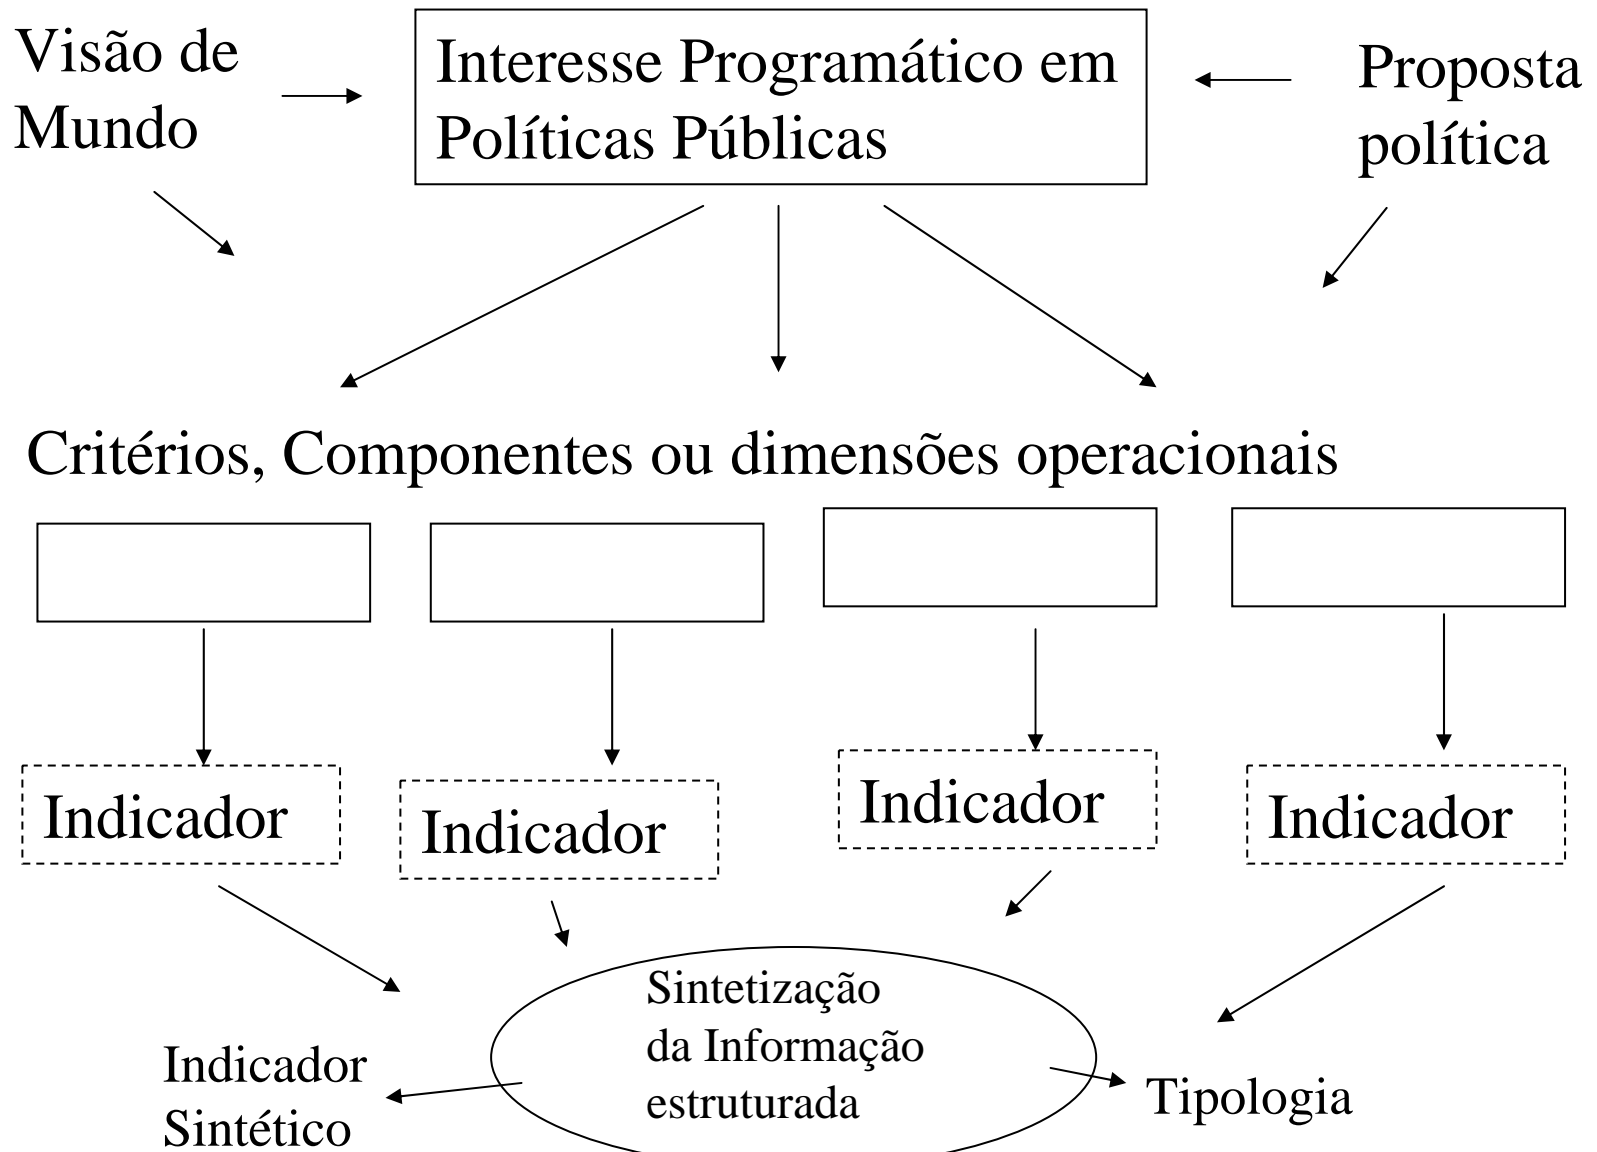 Visão de
Mundo
Interesse Programático em
Políticas Públicas
Proposta
política
Critérios, Componentes ou dimensões operacionais
Indicador
Indicador
Indicador
Indicador
Sintetização
da Informação
estruturada
Indicador
Sintético
Tipologia